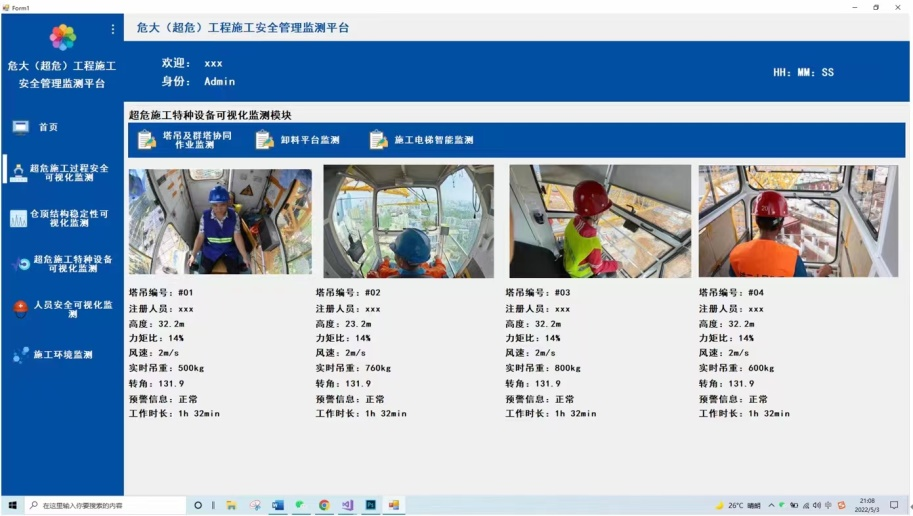 Form1
危大（超危）工程施工
安全管理监测平台
首页
超危施工过程安全
可视化监测
仓顶结构稳定性可
视化监测
超危施工特种设备
可视化监测
人员安全可视化监
测
施工环境监测
危大（超危）工程施工安全管理监测平台
欢迎： xxx
身份： Admin
HH：MM：SS
超危施工特种设备可视化监测模块
塔吊及群塔协同
作业监测
卸料平台监测
施工电梯智能监测
塔吊编号：#01
注册人员：xxx
高度：32.2m
力矩比：14%
风速：2m/s
实时吊重：500kg
转角：131.9
预警信息：正常
工作时长：1h 32min
塔吊编号：#02
注册人员：xxx
高度：23.2m
力矩比：14%
风速：2m/s
实时吊重：760kg
转角：131.9
预警信息：正常
工作时长：1h 32min
塔吊编号：#03
注册人员：xxx
高度：32.2m
力矩比：14%
风速：2m/s
实时吊重：800kg
转角：131.9
预警信息：正常
工作时长：1h 32min
塔吊编号：#04
注册人员：xxx
高度：32.2m
力矩比：14%
风速：2m/s
实时吊重：600kg
转角：131.9
预警信息：正常
工作时长：1h 32min
在这里输入你要搜索的内容
26°C 晴朗
中
21:08
2022/5/3